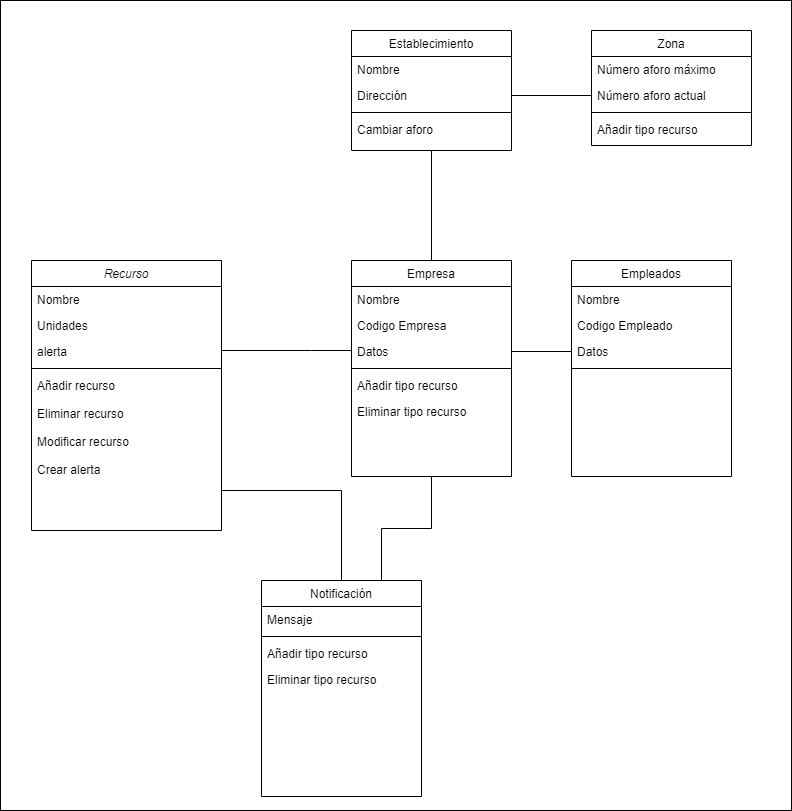 Establecimiento
Nombre
Dirección
Cambiar aforo
Zona
Número aforo máximo
Número aforo actual
Añadir tipo recurso
Recurso
Nombre
Unidades
alerta
Añadir recurso
Eliminar recurso
Modificar recurso
Crear alerta
Empresa
Nombre
Codigo Empresa
Datos
Añadir tipo recurso
Eliminar tipo recurso
Empleados
Nombre
Codigo Empleado
Datos
Notificación
Mensaje
Añadir tipo recurso
Eliminar tipo recurso